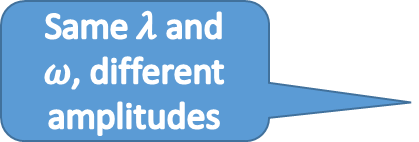 Same λ and
ω, different
amplitudes